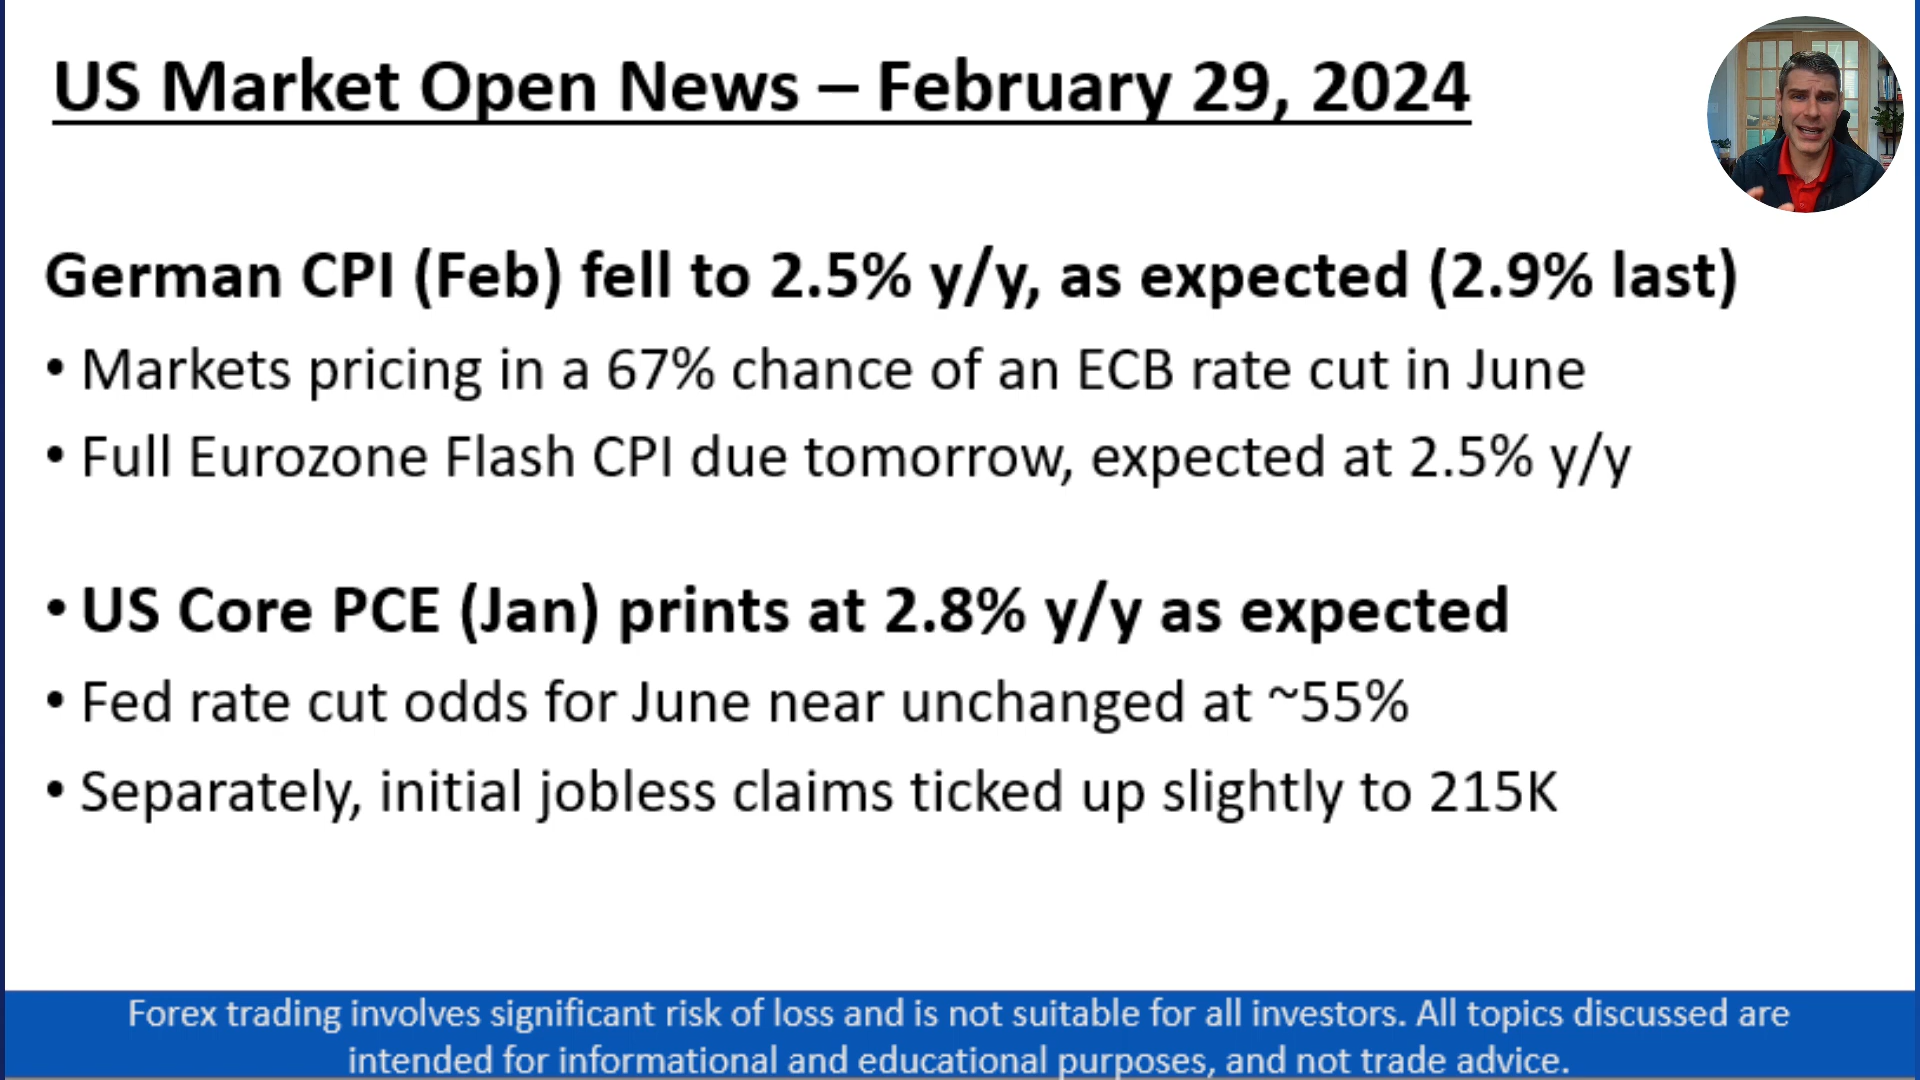 US Market Open News – February 29, 2024
German CPI (Feb) fell to 2.5% y/y, as expected (2.9% last)
• Markets pricing in a 67% chance of an ECB rate cut in June
• Full Eurozone Flash CPI due tomorrow, expected at 2.5% y/y
• US Core PCE (Jan) prints at 2.8% y/y as expected
• Fed rate cut odds for June near unchanged at ~55%
• Separately, initial jobless claims ticked up slightly to 215K
Forex trading involves significant risk of loss and is not suitable for all investors. All topics discussed are
intended for informational and educational purposes, and not trade advice.